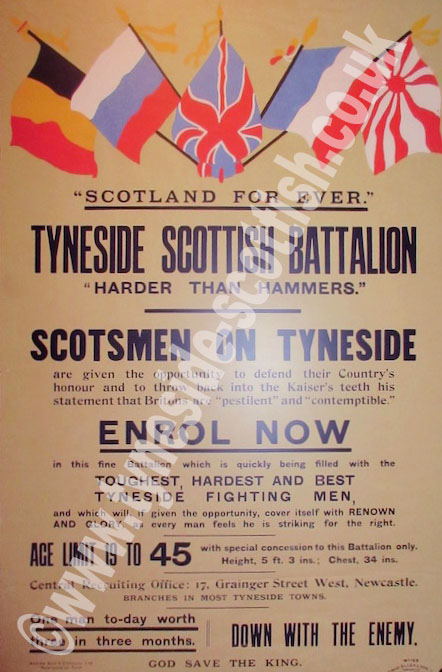 "SCOTLAND FOR EVER."
TYNESIDE SCOTTISH BATTALION
"HARDER THAN HAMMERS."
SCOTSMEN ON TYNESIDE
are given the opportunity to defend their Country's
honour and to throw back into the Kaiser's teeth his
statement that Britons are "pestilent" and "contemptible."
ENROL NOW
in this fine Battalion which is quickly being filled with the
TOUGHEST, HARDEST AND BEST
TYNESIDE FIGHTING MEN,
and which will, if given the opportunity, cover itself with RENOWN
AND GLORY, as every man feels he is striking for the right.
AGE LIMIT 19 TO 45 with special concession to this Battalion only.
Height, 5 ft. 3 ins.; Chest, 34 ins.
Central Recruiting Office: 17, Grainger Street West, Newcastle.
BRANCHES IN MOST TYNESIDE TOWNS.
One man to-day worth
three in three months.
DOWN WITH THE ENEMY.
GOD SAVE THE KING.
©www.tyneside-scottish.co.uk